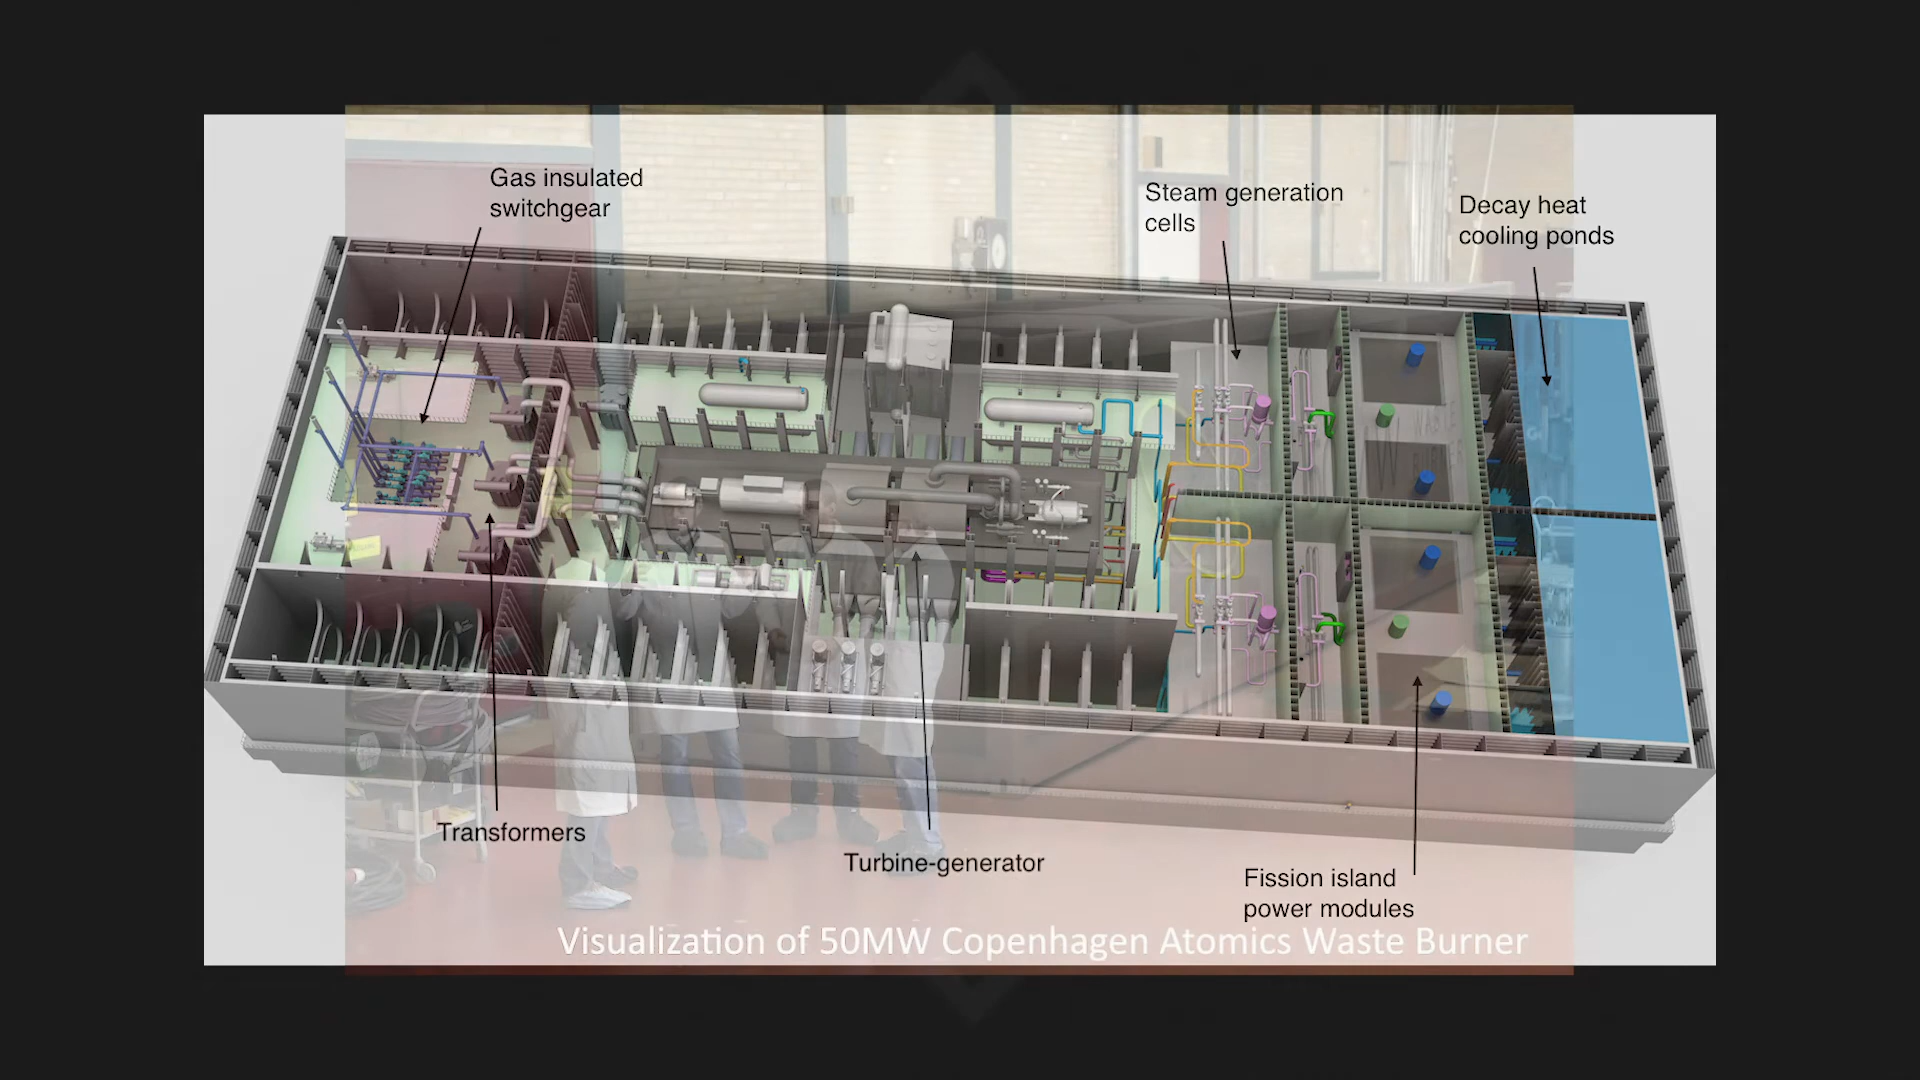 Gas insulated
switchgear
Steam generation
cells
Decay heat
cooling ponds
Transformers
Turbine-generator
Fission island
power modules
Visualization of 50MW Copenhagen Atomics Waste Burner